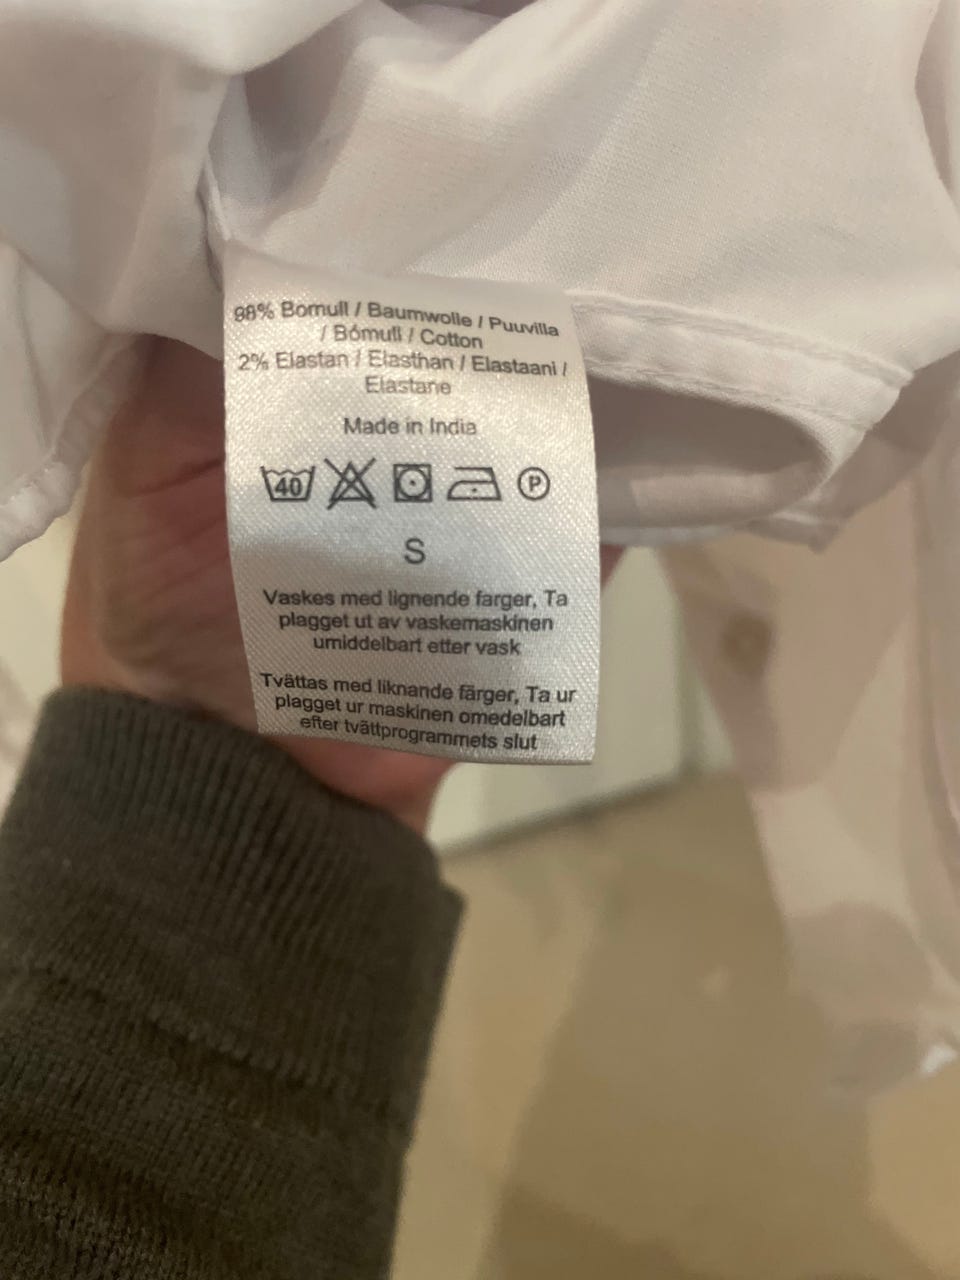 98% Bomull / Baumwolle / Puuvilla
/ Bómull / Cotton
2% Elastan / Elasthan / Elastaani /
Elastane
Made in India
40 P
S
Vaskes med lignende farger, Ta
plagget ut av vaskemaskinen
umiddelbart etter vask
Tvättas med liknande färger, Ta ur
plagget ur maskinen omedelbart
efter tvättprogrammets slut